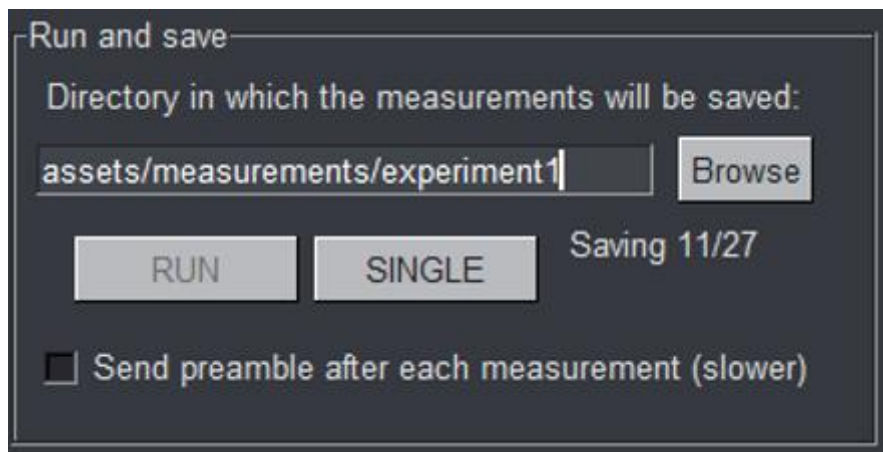 Run and save
Directory in which the measurements will be saved:
assets/measurements/experiment1
Browse
RUN
SINGLE
Saving 11/27
Send preamble after each measurement (slower)